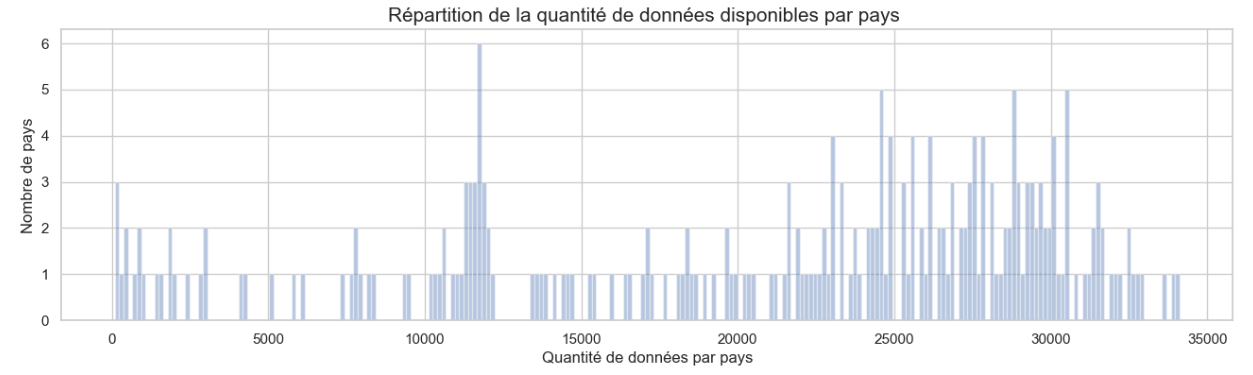 Répartition de la quantité de données disponibles par pays
Nombre de pays
6
5
4
3
2
1
0
0 5000 10000 15000 20000 25000 30000 35000
Quantité de données par pays